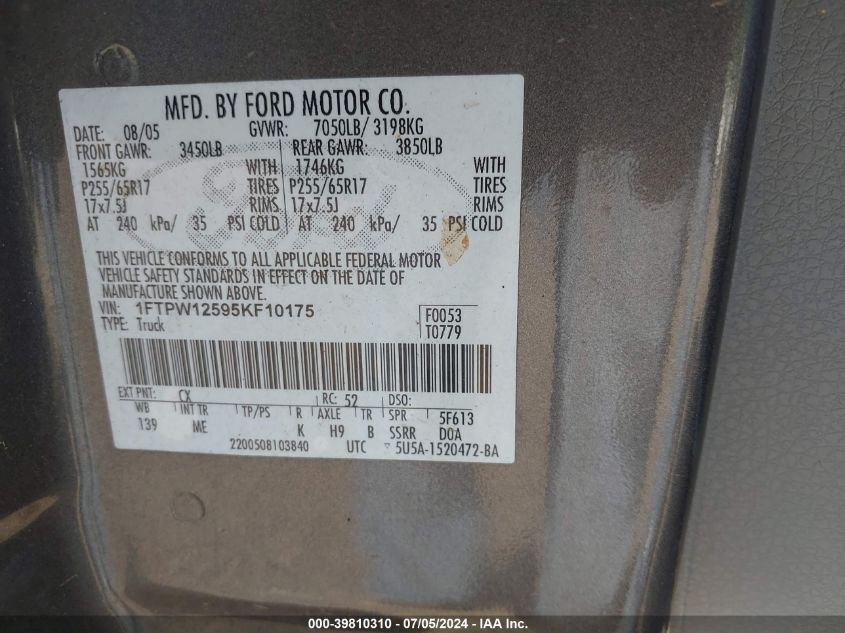 MFD. BY FORD MOTOR CO.
DATE: 08/05 GVWR: 7050LB/ 3198KG
FRONT GAWR: 3450LB REAR GAWR: 3850LB
1565KG WITH 1746KG WITH
P255/65R17 TIRES P255/65R17 TIRES
17x7.5J RIMS 17x7.5J RIMS
AT 240 kPa/ 35 PSI COLD AT 240 kPa/ 35 PSI COLD
THIS VEHICLE CONFORMS TO ALL APPLICABLE FEDERAL MOTOR
VEHICLE SAFETY STANDARDS IN EFFECT ON THE DATE OF
MANUFACTURE SHOWN ABOVE.
VIN: 1FTPW12595KF10175 F0053
TYPE: Truck T0779
EXT PNT: CX RC: 52 DSO:
WB INT TR TP/PS R AXLE TR SPR 5F613
139 ME K H9 B SSRR DOA
2200508103840 UTC 5U5A-1520472-BA
000-39810310 - 07/05/2024 - IAA Inc.